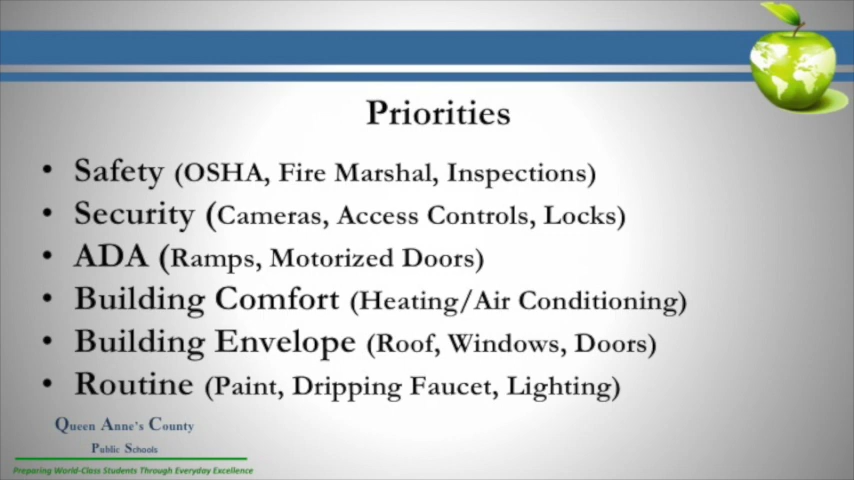 Priorities
• Safety (OSHA, Fire Marshal, Inspections)
• Security (Cameras, Access Controls, Locks)
• ADA (Ramps, Motorized Doors)
• Building Comfort (Heating/Air Conditioning)
• Building Envelope (Roof, Windows, Doors)
• Routine (Paint, Dripping Faucet, Lighting)
Queen Anne's County
Public Schools
Preparing World-Class Students Through Everyday Excellence